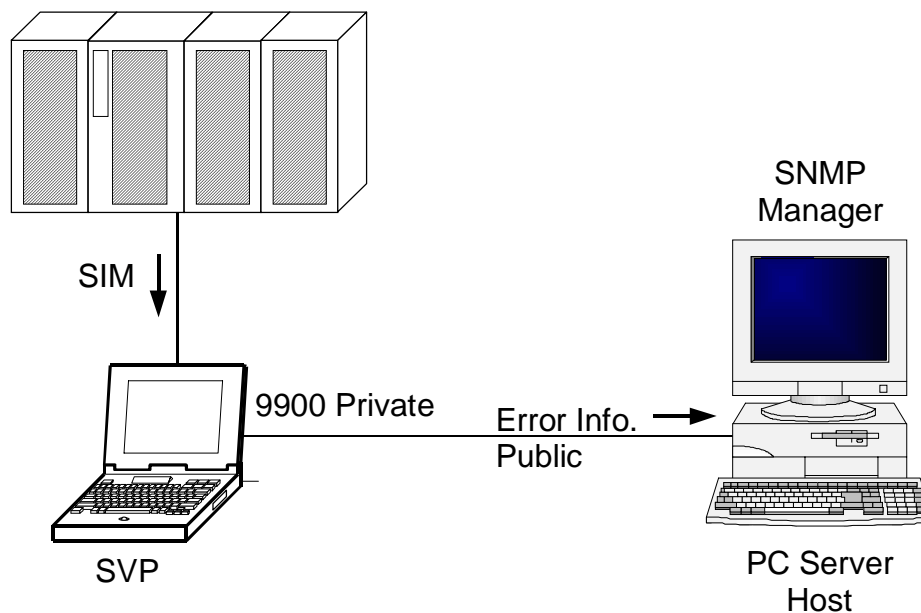 SNMP
Manager
SIM
9900 Private
Error Info.
Public
SVP
PC Server
Host